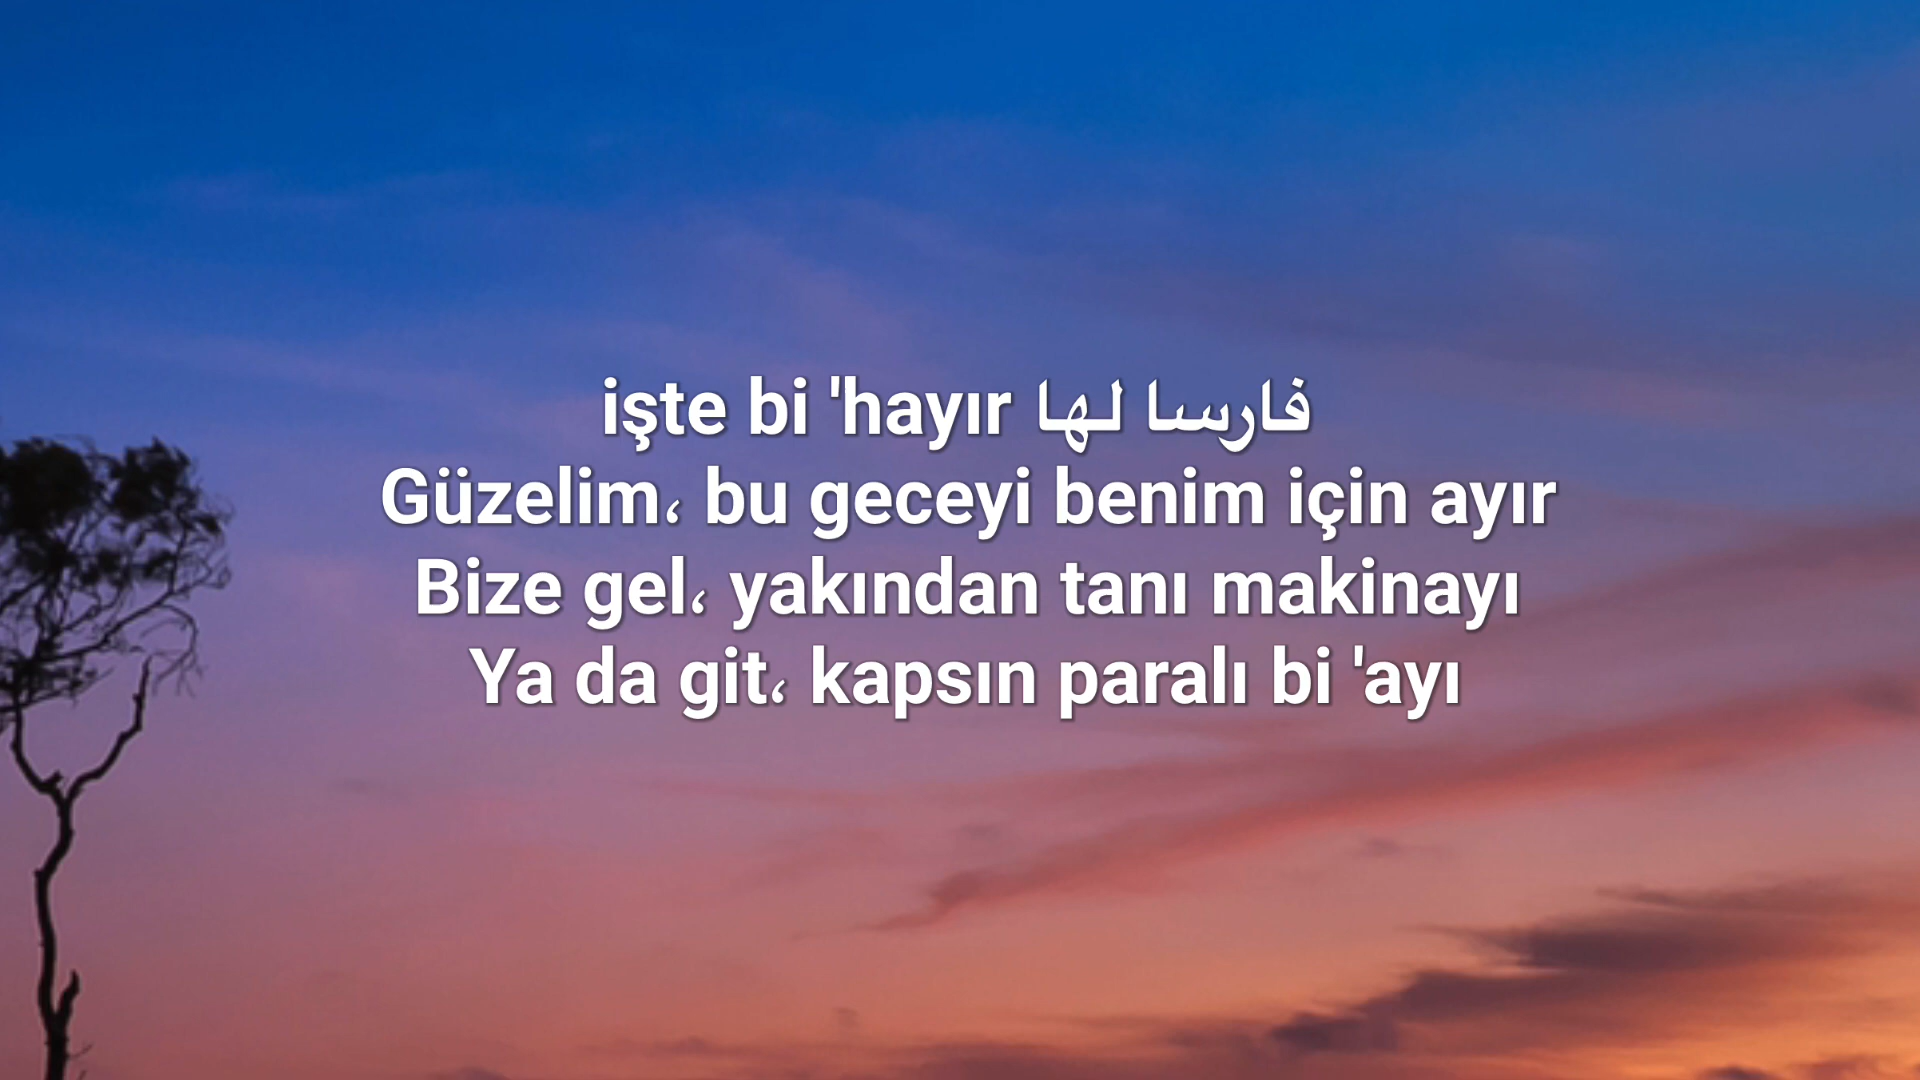 işte bi 'hayır فارسا لها
Güzelim، bu geceyi benim için ayır
Bize gel، yakından tanı makinayı
Ya da git، kapsın paralı bi 'ayı